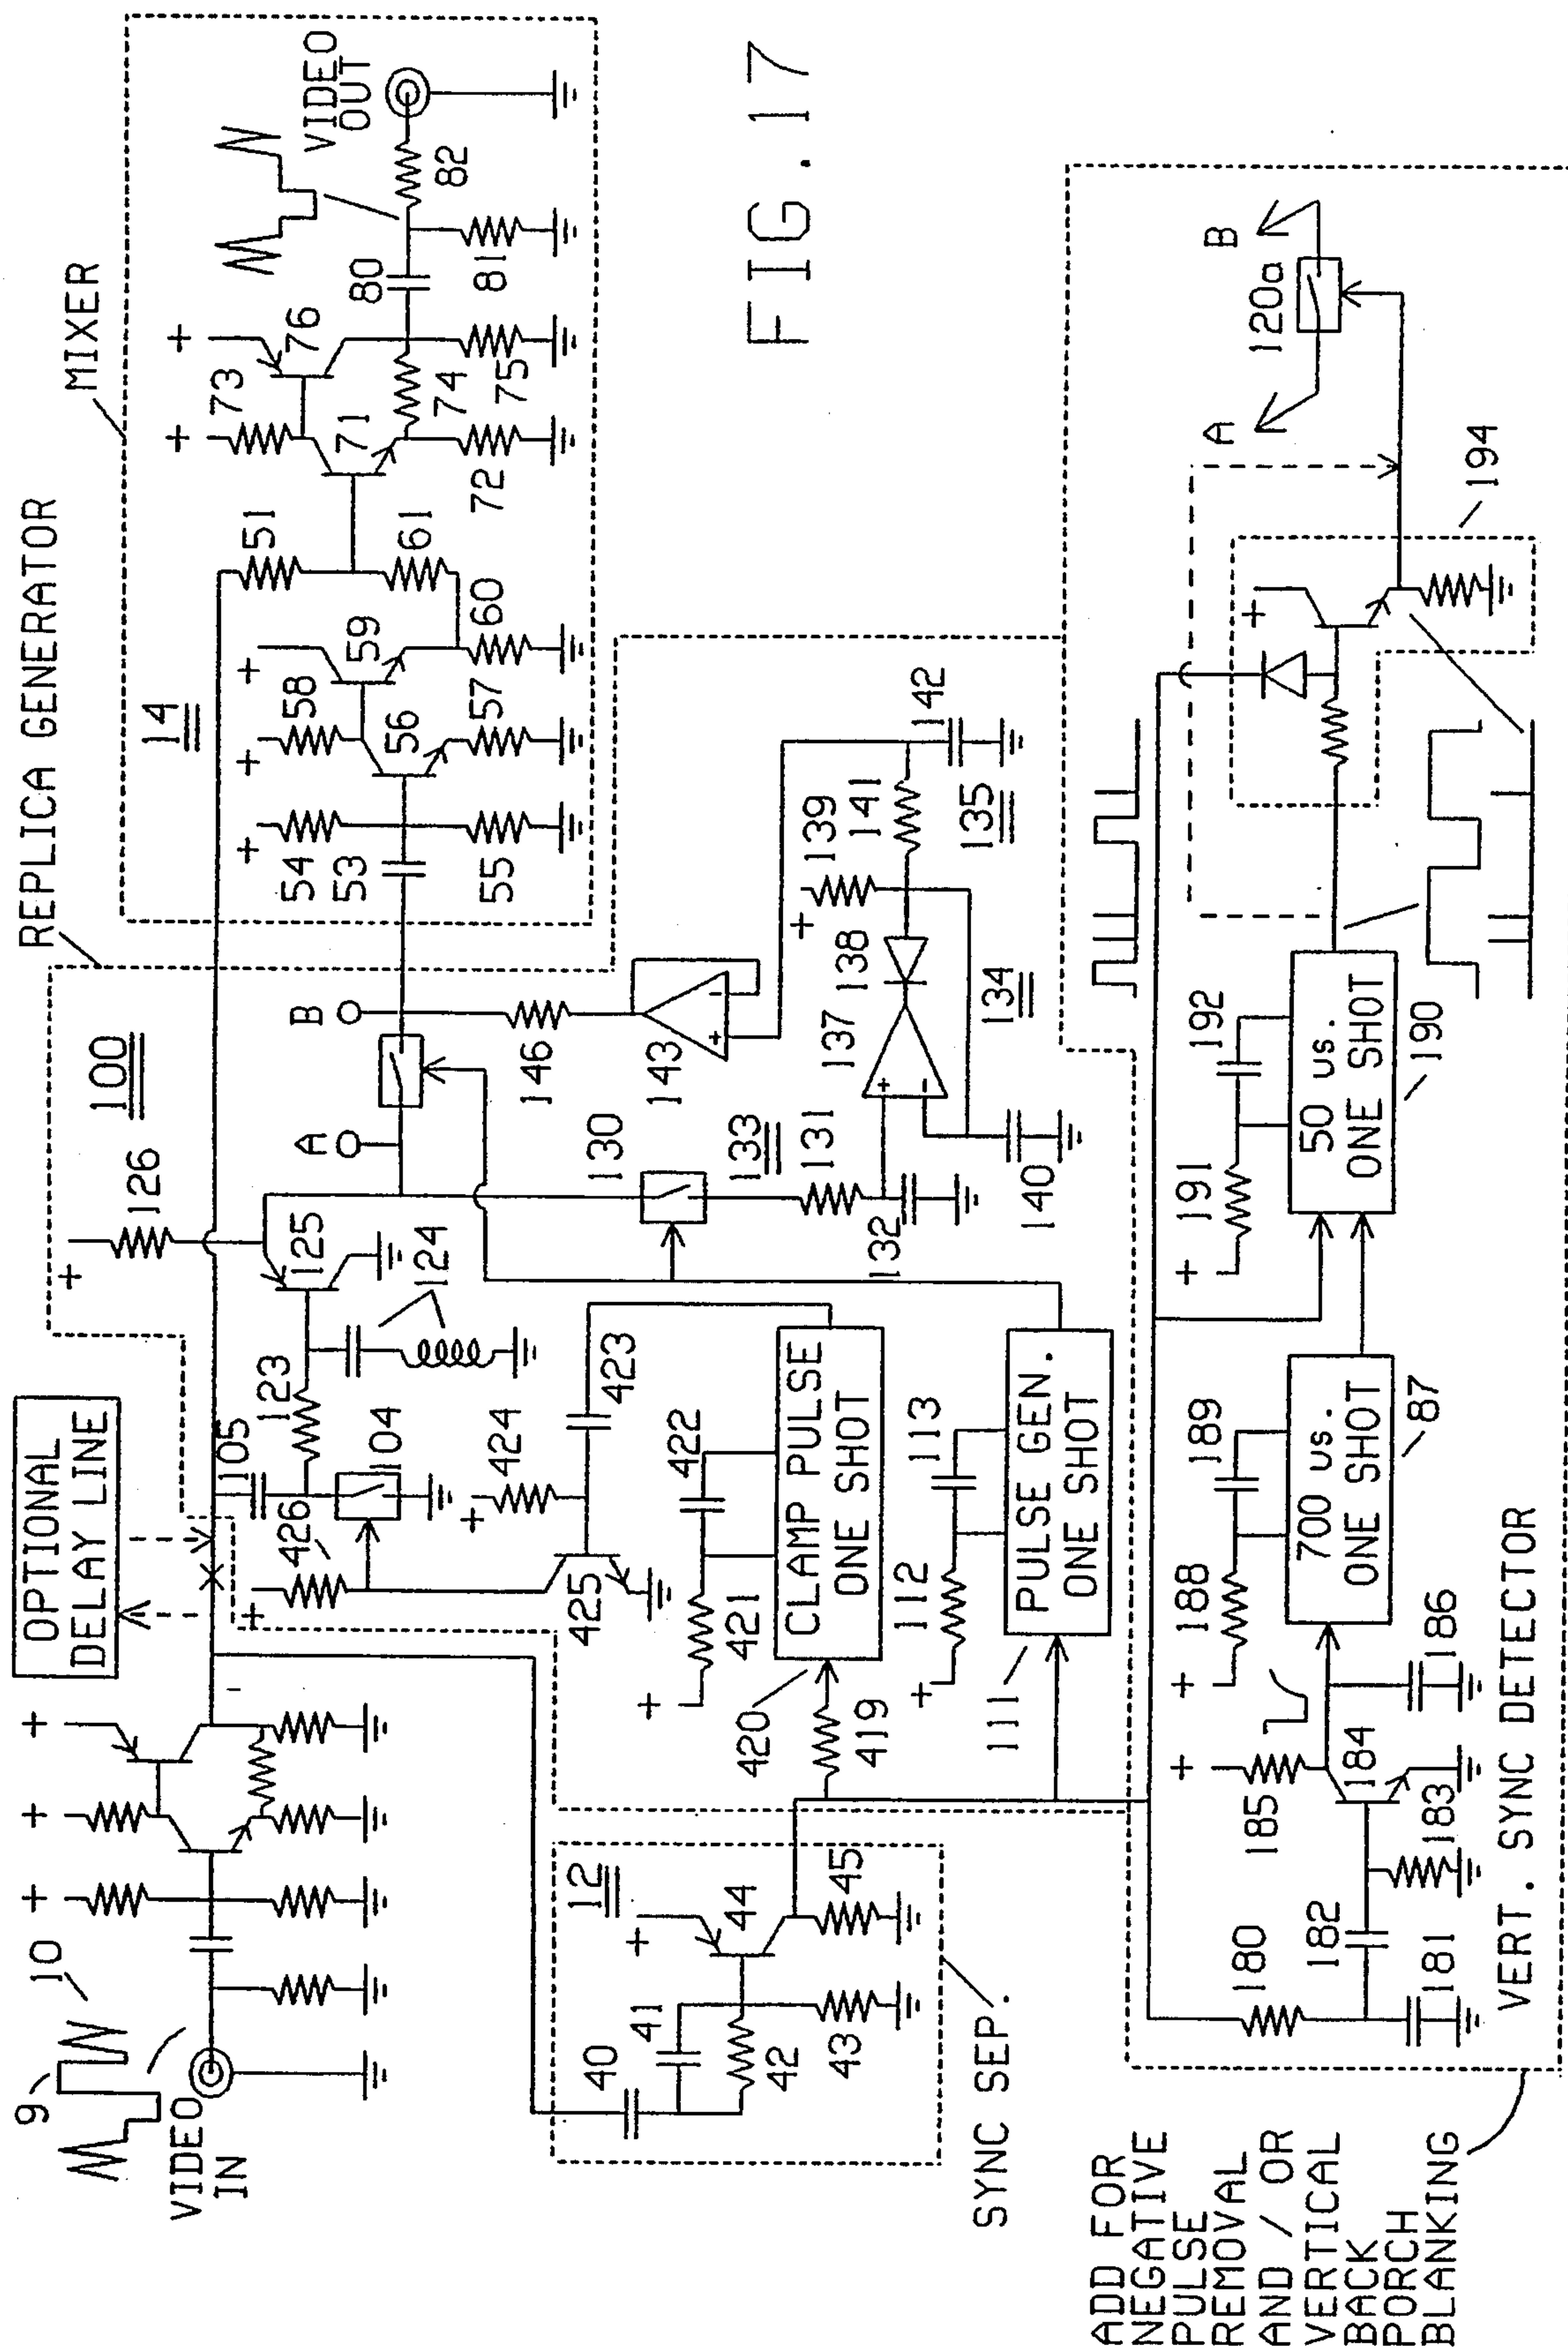 9
10
VIDEO
IN
+
+
+
OPTIONAL
DELAY LINE
REPLICA GENERATOR
100
+
126
105
123
104
426
+
124
125
424
+
423
425
421
+
422
420
CLAMP PULSE
ONE SHOT
419
112
+
113
111
PULSE GEN.
ONE SHOT
A
B
130
133
131
132
146
143
+
-
134
137
138
+
-
139
+
140
141
135
142
MIXER
14
51
54
+
53
55
58
+
56
57
59
+
60
61
73
+
71
72
76
+
74
75
80
81
82
VIDEO
OUT
FIG. 17
12
40
41
42
43
44
+
45
SYNC SEP.
ADD FOR
NEGATIVE
PULSE
REMOVAL
AND / OR
VERTICAL
BACK
PORCH
BLANKING
180
181
182
183
184
185
+
186
188
+
189
700 us.
ONE SHOT
87
191
+
192
50 us.
ONE SHOT
190
+
194
A
120a
B
VERT. SYNC DETECTOR